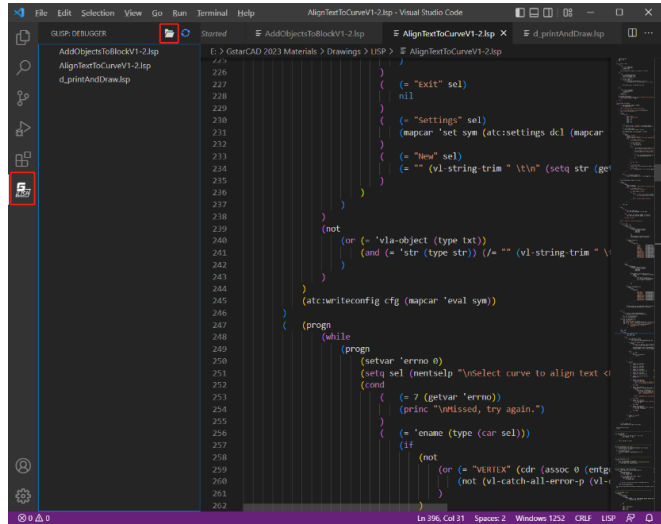 File Edit Selection View Go Run Terminal Help AlignTextToCurveV1-2.lsp - Visual Studio Code
GLISP: DEBUGGER
Started AddObjectsToBlockV1-2.lsp AlignTextToCurveV1-2.lsp d_printAndDraw.lsp
AddObjectsToBlockV1-2.lsp
AlignTextToCurveV1-2.lsp
d_printAndDraw.lsp
E: > GstarCAD 2023 Materials > Drawings > LISP > AlignTextToCurveV1-2.lsp
225 )
226 )
227 ( (= "Exit" sel)
228 nil
229 )
230 ( (= "Settings" sel)
231 (mapcar 'set sym (atc:settings dcl (mapcar
232 )
233 ( (= "New" sel)
234 (= "" (vl-string-trim " \t\n" (setq str (get
235 )
236 )
237 )
238 )
239 (not
240 (or (= 'vla-object (type txt))
241 (and (= 'str (type str)) (/= "" (vl-string-trim " \t
242 )
243 )
244 )
245 (atc:writeconfig cfg (mapcar 'eval sym))
246 )
247 ( (progn
248 (while
249 (progn
250 (setvar 'errno 0)
251 (setq sel (nentselp "\nSelect curve to align text <
252 (cond
253 ( (= 7 (getvar 'errno))
254 (princ "\nMissed, try again.")
255 )
256 ( (= 'ename (type (car sel)))
257 (if
258 (not
259 (or (= "VERTEX" (cdr (assoc 0 (entg
260 (not (vl-catch-all-error-p (vl-c
261 )
262 )
0 0 Ln 396, Col 31 Spaces: 2 Windows 1252 CRLF LISP